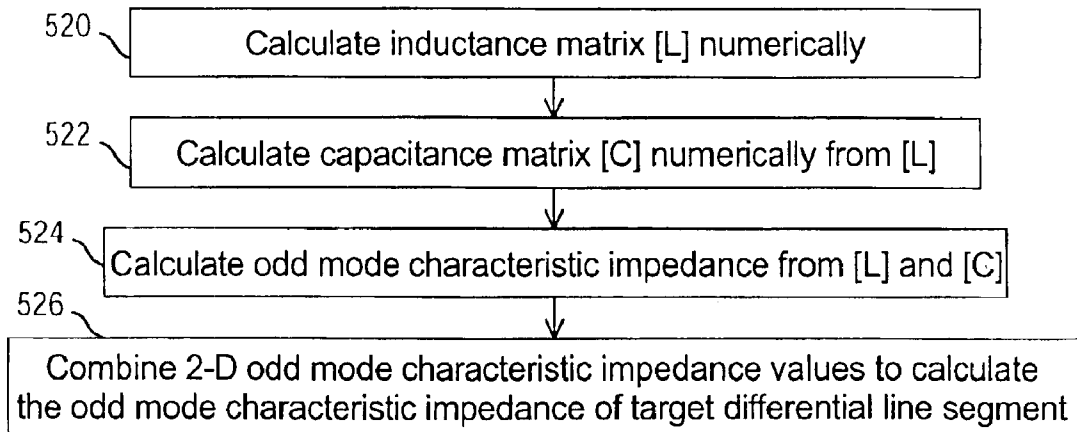 520
Calculate inductance matrix [L] numerically
522
Calculate capacitance matrix [C] numerically from [L]
524
Calculate odd mode characteristic impedance from [L] and [C]
526
Combine 2-D odd mode characteristic impedance values to calculate
the odd mode characteristic impedance of target differential line segment